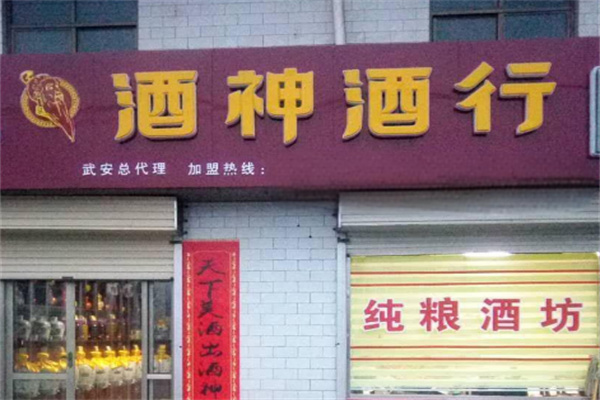 酒神酒行
武安总代理 加盟热线:
天下美酒出酒神
纯粮酒坊